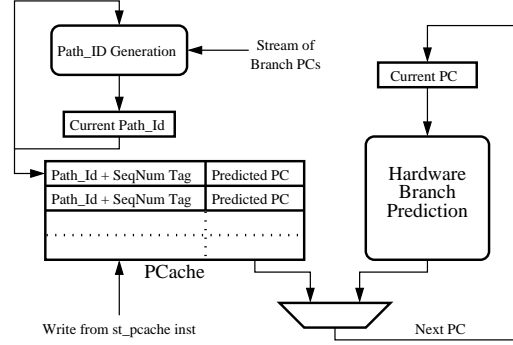 Path_ID Generation
Stream of
Branch PCs
Current PC
Current Path_Id
Path_Id + SeqNum Tag Predicted PC
Path_Id + SeqNum Tag Predicted PC
Hardware
Branch
Prediction
PCache
Write from st_pcache inst
Next PC